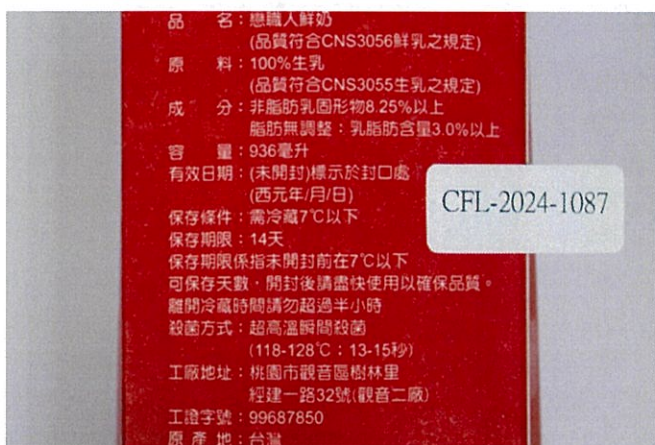 品　　名：戀職人鮮奶
(品質符合CNS3056鮮乳之規定)
原　　料：100%生乳
(品質符合CNS3055生乳之規定)
成　　分：非脂肪乳固形物8.25%以上
脂肪無調整：乳脂肪含量3.0%以上
容　　量：936毫升
有效日期：(未開封)標示於封口處
(西元年/月/日)
CFL-2024-1087
保存條件：需冷藏7℃以下
保存期限：14天
保存期限係指未開封前在7℃以下
可保存天數，開封後請盡快使用以確保品質。
離開冷藏時間請勿超過半小時
殺菌方式：超高溫瞬間殺菌
(118-128℃：13-15秒)
工廠地址：桃園市觀音區樹林里
經建一路32號(觀音二廠)
工證字號：99687850
原 產 地：台灣